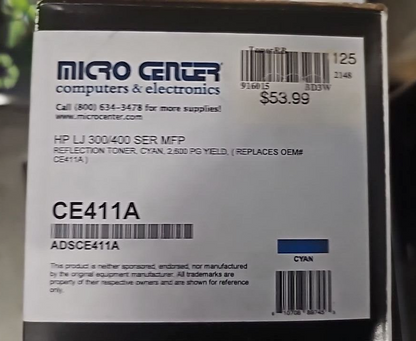 MICRO CENTER
computers & electronics
Call (800) 634-3478 for more supplies!
www.microcenter.com
TonerRE
125
2148
916015 8D3W
$53.99
HP LJ 300/400 SER MFP
REFLECTION TONER, CYAN, 2,600 PG YIELD, ( REPLACES OEM#
CE411A )
CE411A
ADSCE411A
CYAN
This product is neither sponsored, endorsed, nor manufactured
by the original equipment manufacturer. All trademarks are
property of their respective owners and are shown for reference
only.